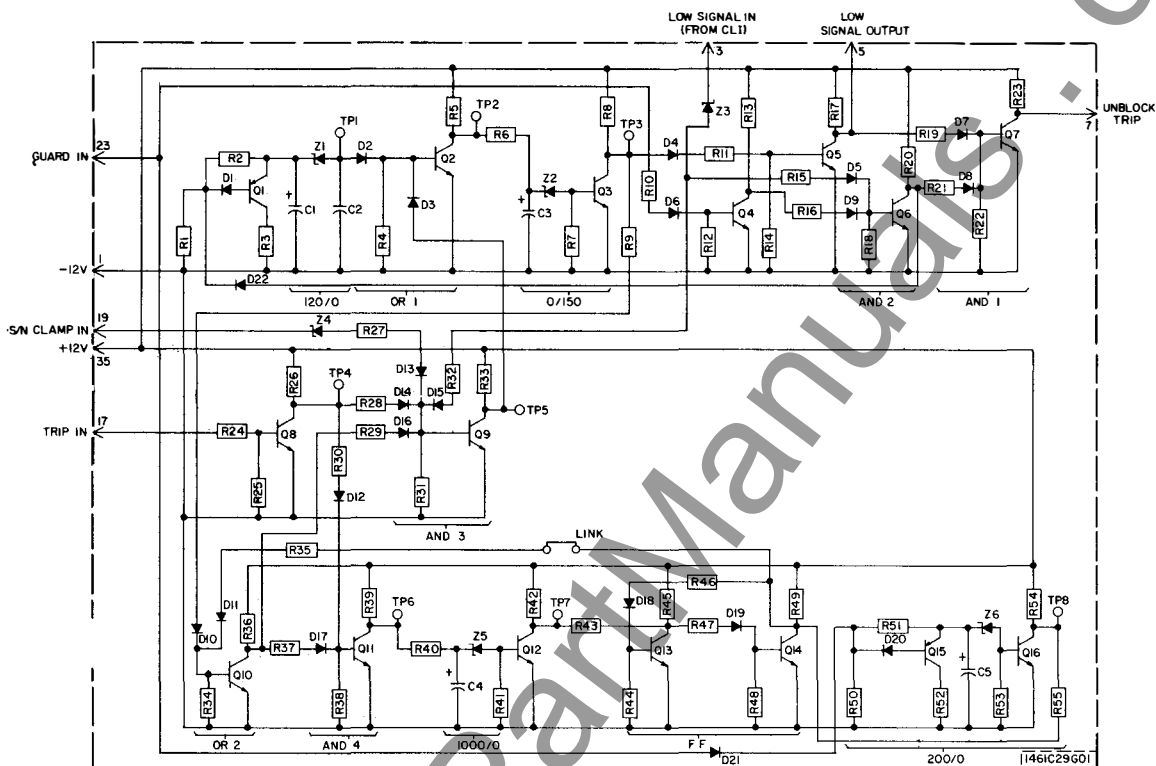 LOW SIGNAL IN
(FROM CLI)
3
LOW
SIGNAL OUTPUT
5
R5
TP2
R6
R8
TP3
Z3
R13
R17
R23
UNBLOCK
TRIP
7
23
GUARD IN
TP1
R2
Z1
D2
Q2
D4
R11
Q5
R19
D7
Q7
D1
Q1
C1
C2
D3
Z2
Q3
R10
R15
D5
R20
R21
D8
R1
R3
R4
C3
R7
R9
D6
Q4
R16
D9
Q6
R12
R14
R18
R22
1
-12V
D22
120/0
OR 1
0/150
AND 2
AND 1
19
S/N CLAMP IN
Z4
R27
+12V
35
R26
TP4
D13
R32
R33
R28
D14
D15
TP5
17
TRIP IN
R24
Q8
R29
D16
Q9
R30
R25
D12
R31
AND 3
LINK
R35
D11
D10
R36
R39
TP6
R42
TP7
D18
R45
R46
R49
R54
TP8
R43
R47
D19
R51
Z6
R37
D17
Q11
R40
Z5
Q12
Q13
Q14
D20
Q15
Q16
Q10
C4
C5
R34
R38
R41
R44
R48
R50
R52
R53
R55
OR 2
AND 4
1000/0
FF
D21
200/0
1461C29G01
PartManuals.